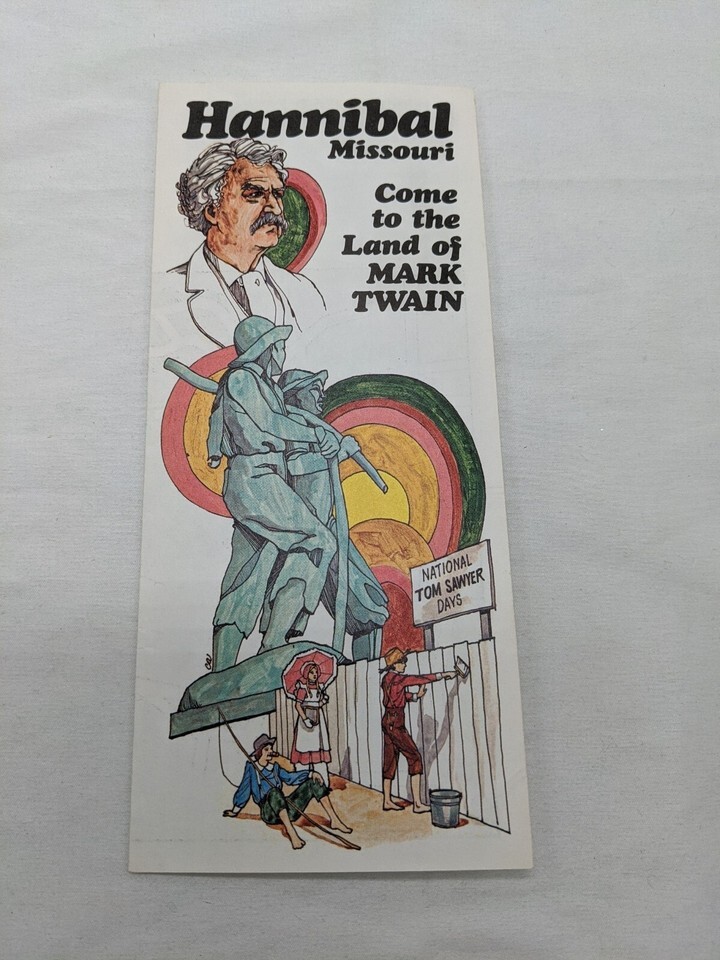 Hannibal
Missouri
Come
to the
Land of
MARK
TWAIN
NATIONAL
TOM SAWYER
DAYS